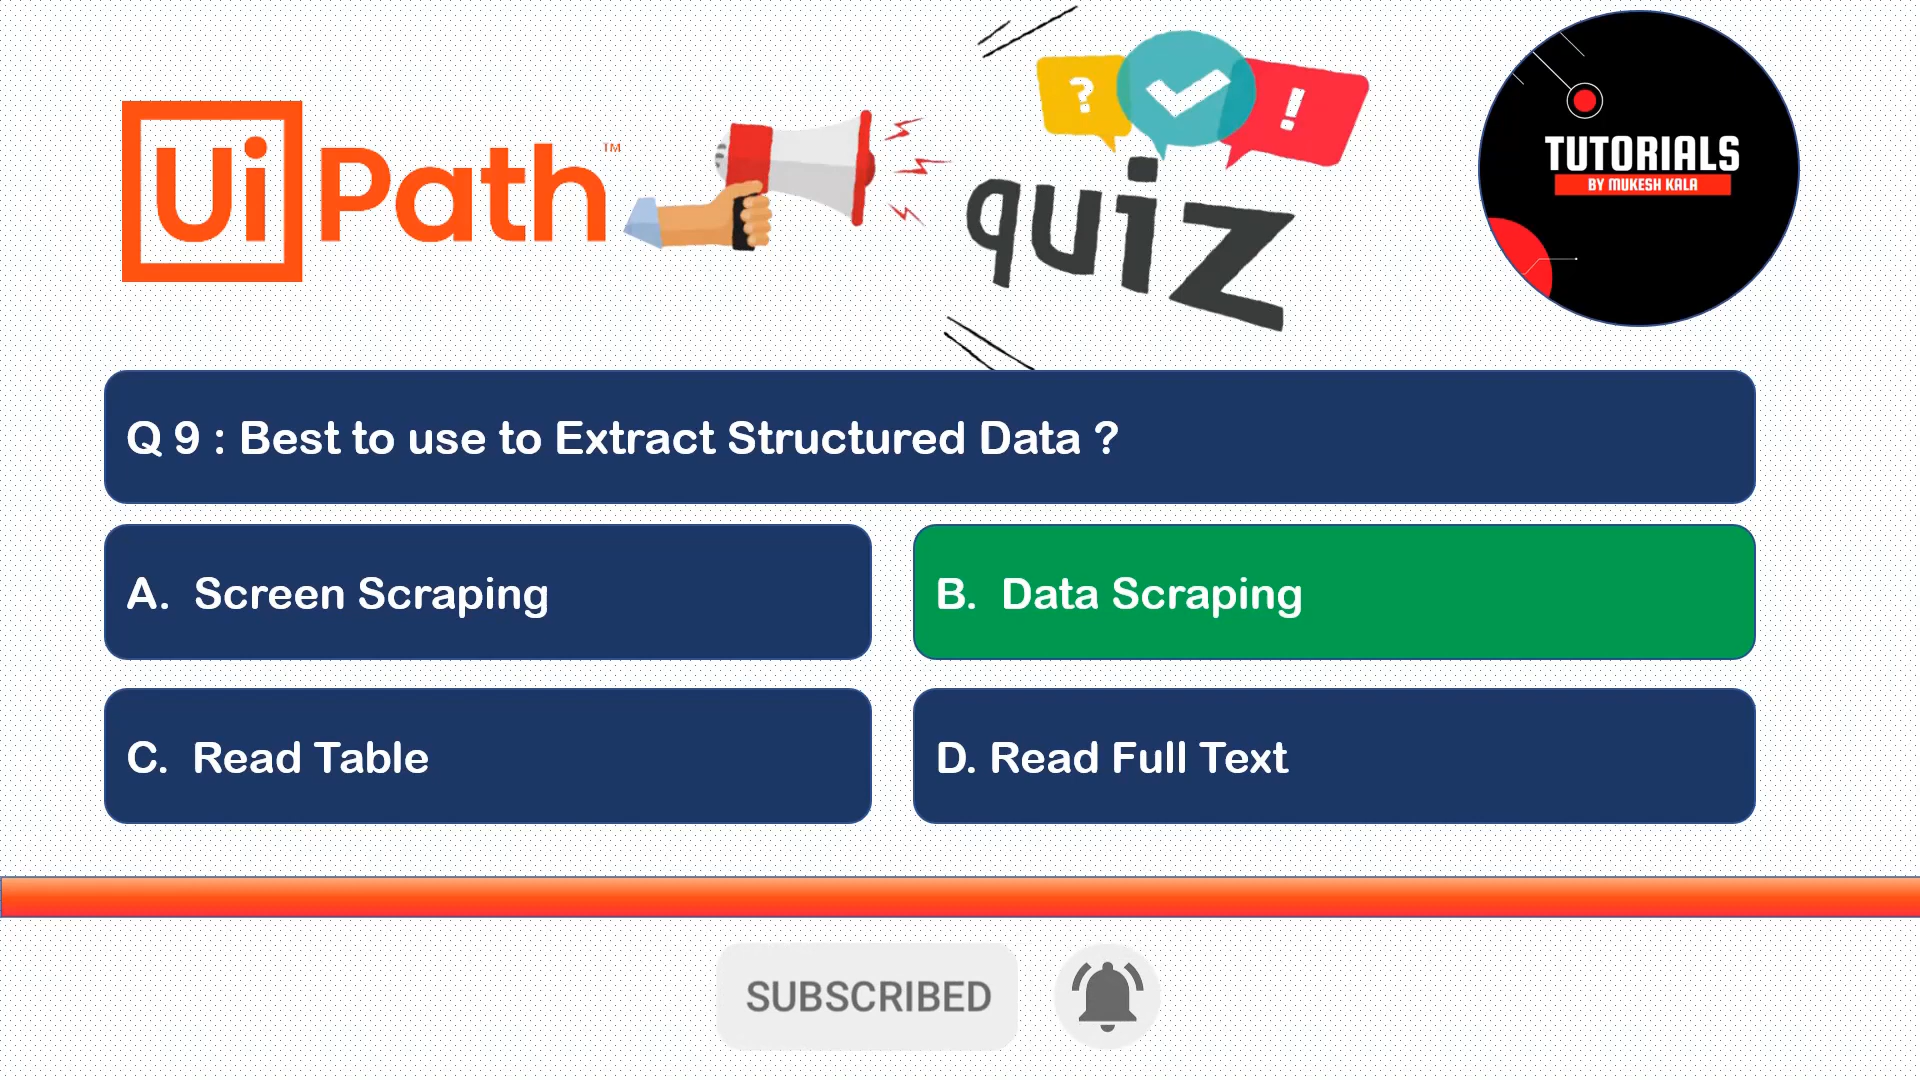 UiPath™
? !
quiz
TUTORIALS
BY MUKESH KALA
Q 9 : Best to use to Extract Structured Data ?
A. Screen Scraping
B. Data Scraping
C. Read Table
D. Read Full Text
SUBSCRIBED